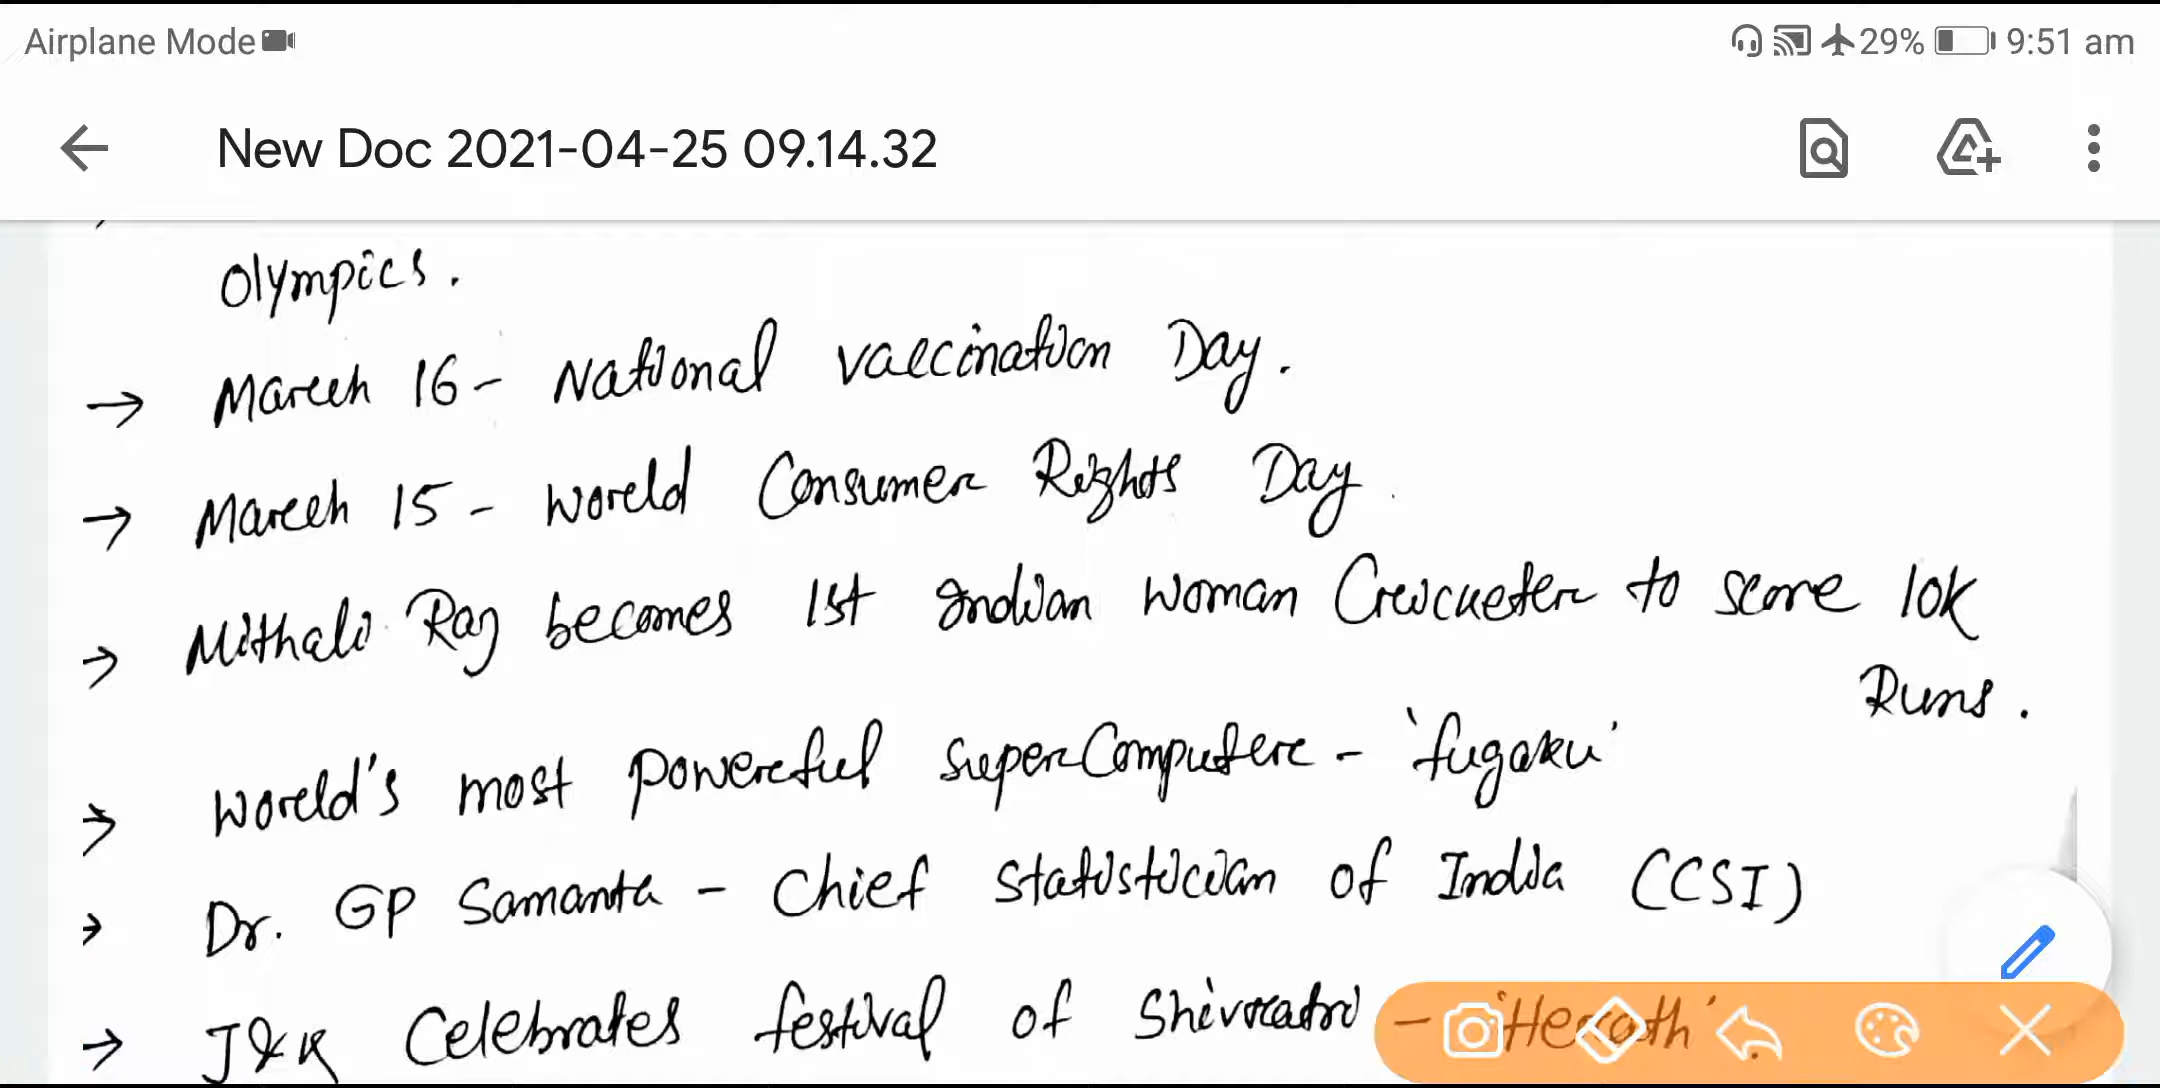 Airplane Mode 29% 9:51 am
New Doc 2021-04-25 09.14.32
Olympics.
→ March 16 - National vaccination Day.
→ March 15 - World Consumer Rights Day.
→ Mithali Raj becomes 1st Indian Woman Cricketer to score 10K
Runs.
→ World's most powerful SuperComputer - 'fugaku'
→ Dr. GP Samanta - Chief Statistician of India (CSI)
→ J&K Celebrates festival of Shivratri - 'Herath'